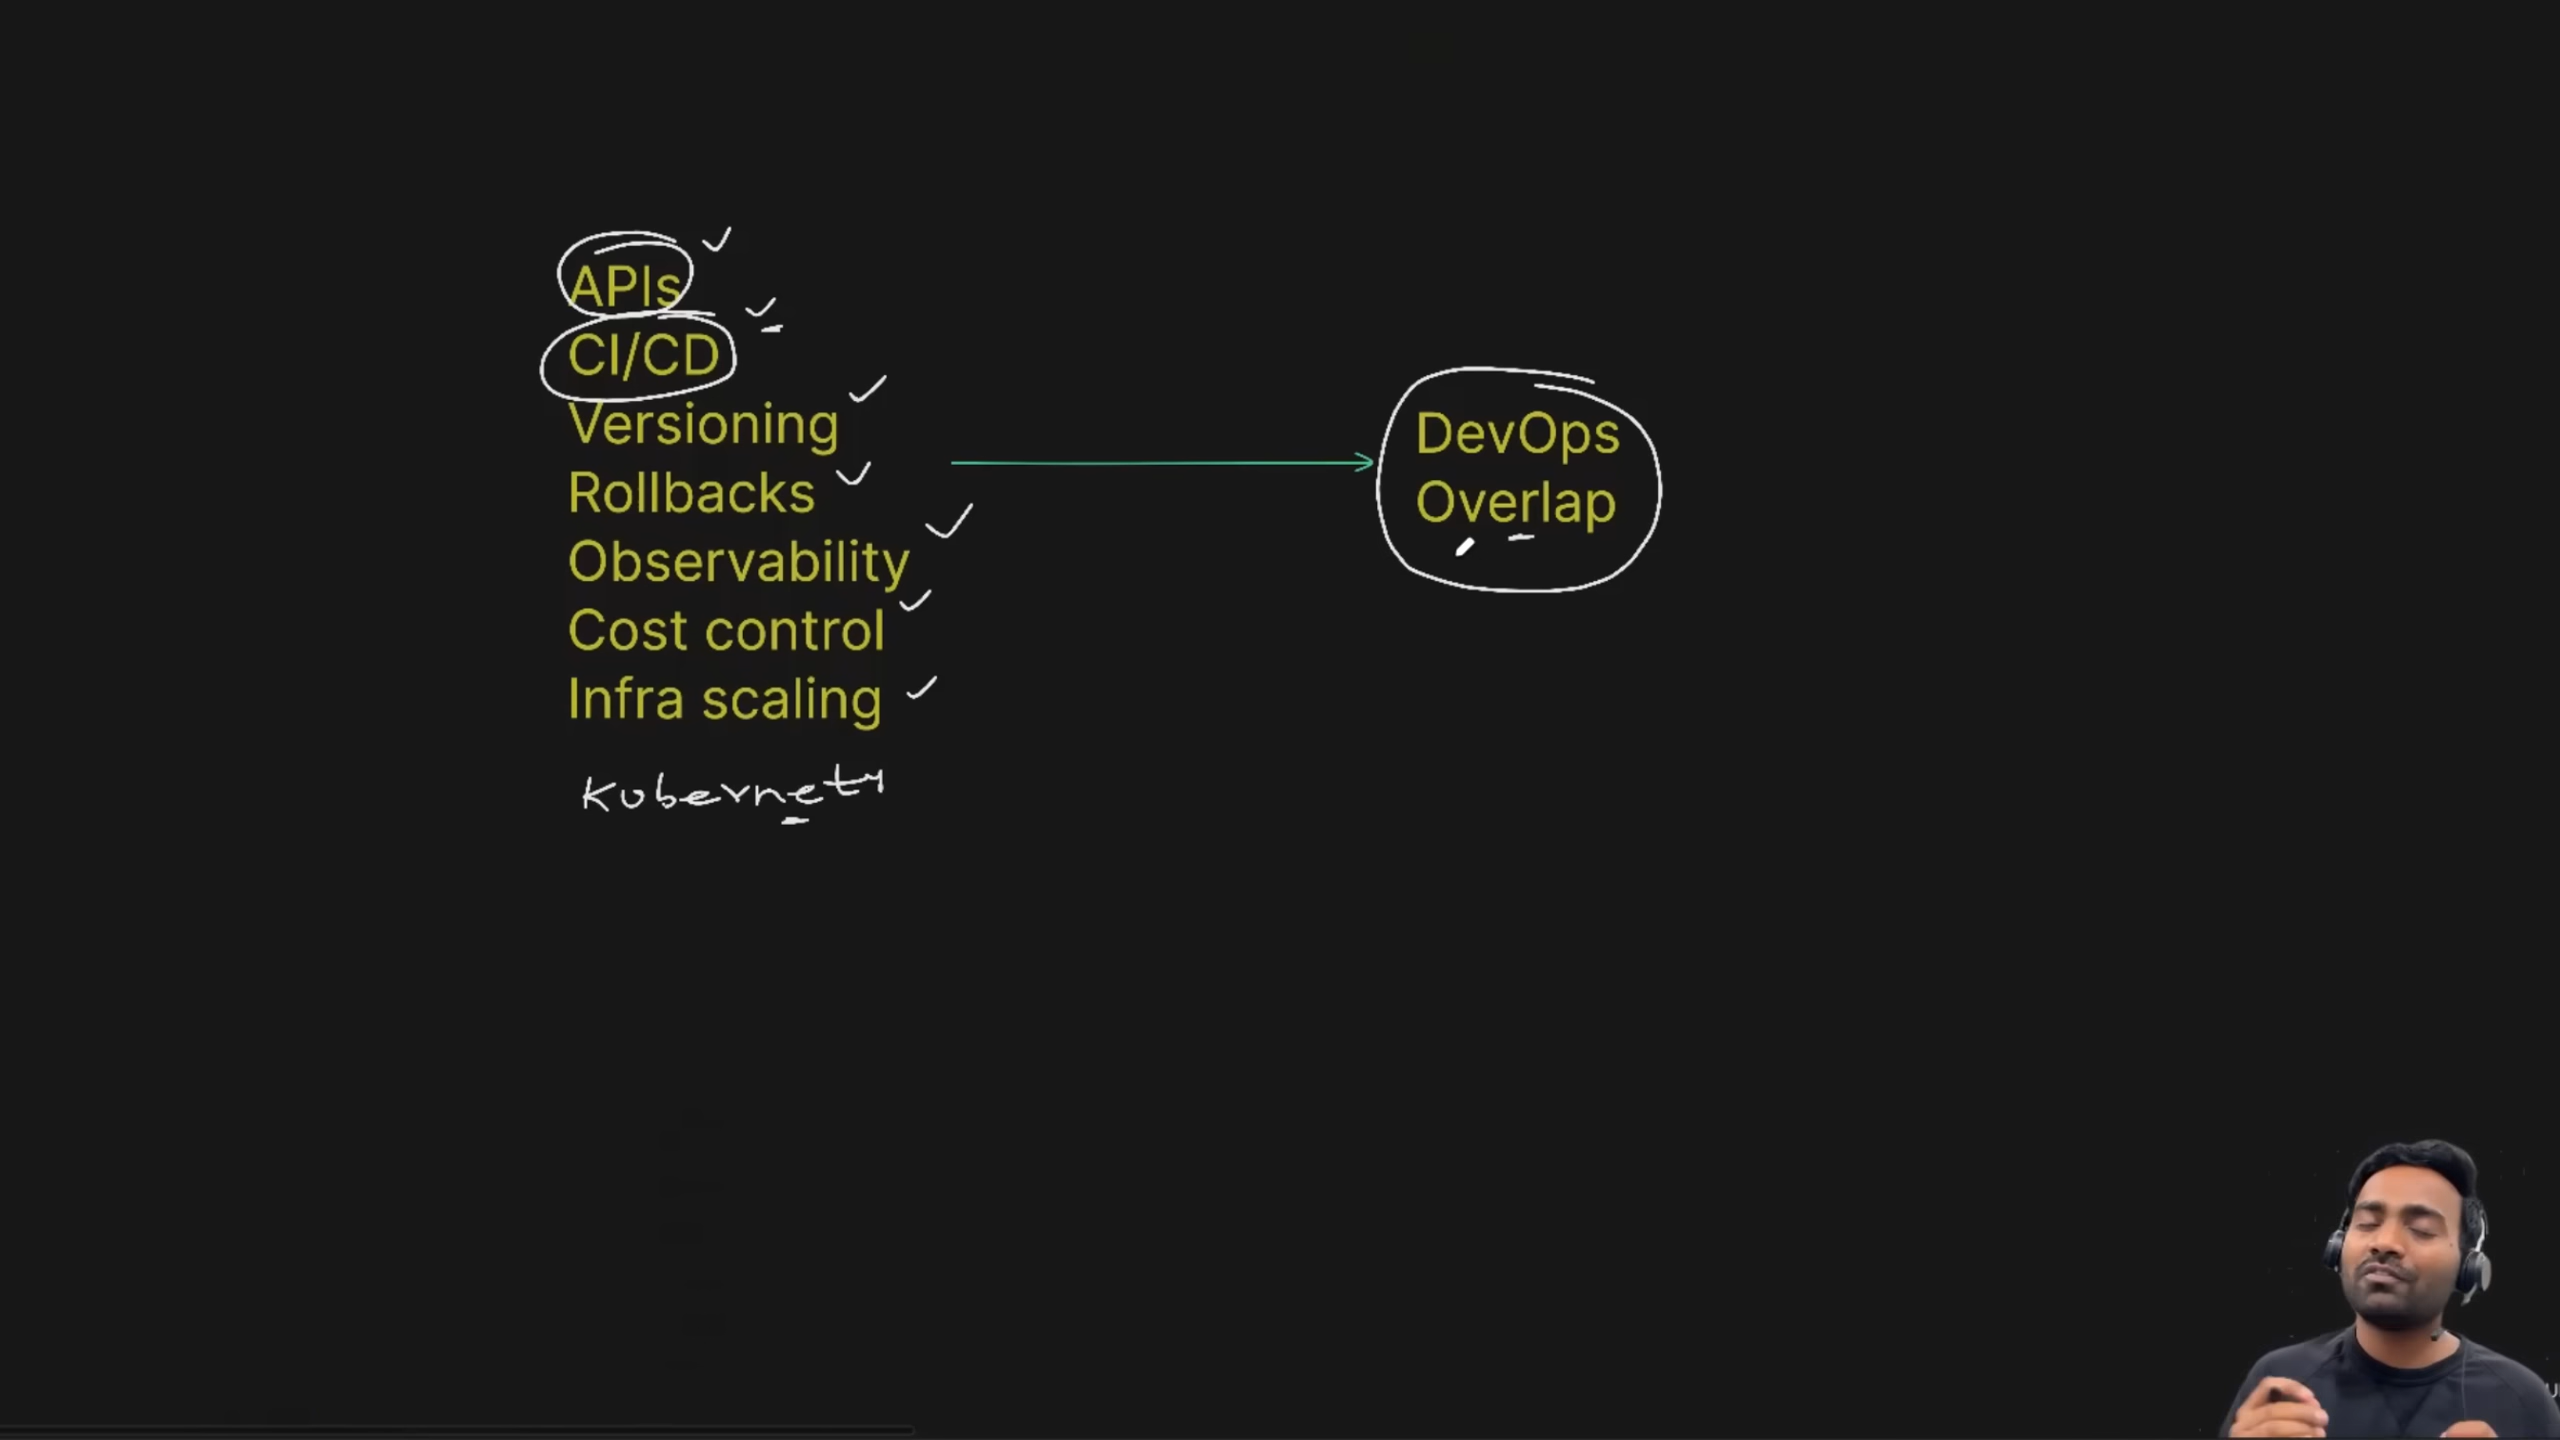 APIs
CI/CD
Versioning
Rollbacks
Observability
Cost control
Infra scaling
DevOps
Overlap